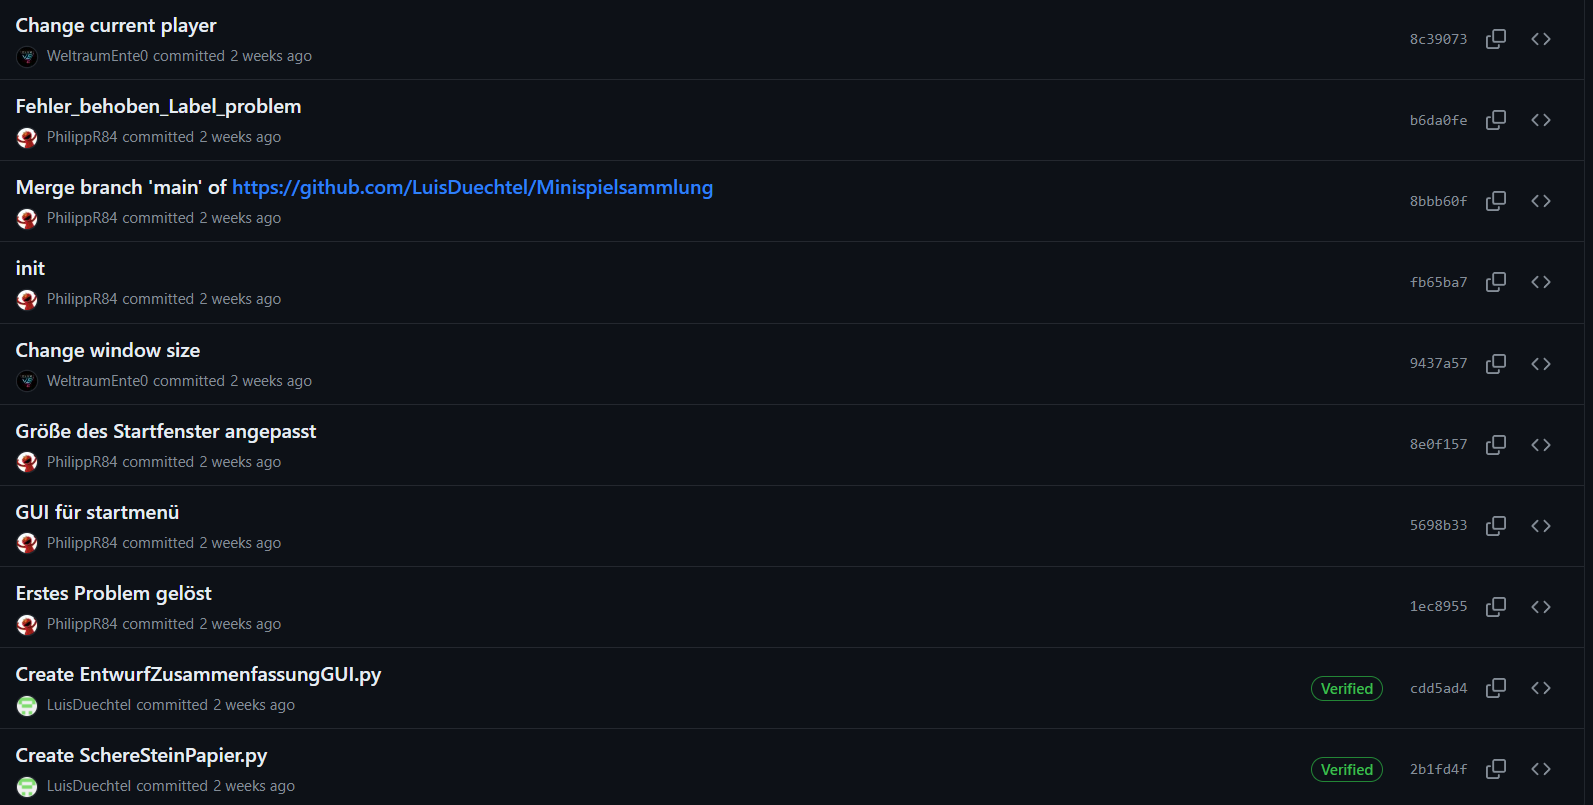 Change current player
WeltraumEnte0 committed 2 weeks ago
8c39073
Fehler_behoben_Label_problem
PhilippR84 committed 2 weeks ago
b6da0fe
Merge branch 'main' of https://github.com/LuisDuechtel/Minispielsammlung
PhilippR84 committed 2 weeks ago
8bbb60f
init
PhilippR84 committed 2 weeks ago
fb65ba7
Change window size
WeltraumEnte0 committed 2 weeks ago
9437a57
Größe des Startfenster angepasst
PhilippR84 committed 2 weeks ago
8e0f157
GUI für startmenü
PhilippR84 committed 2 weeks ago
5698b33
Erstes Problem gelöst
PhilippR84 committed 2 weeks ago
1ec8955
Create EntwurfZusammenfassungGUI.py
LuisDuechtel committed 2 weeks ago
Verified cdd5ad4
Create SchereSteinPapier.py
LuisDuechtel committed 2 weeks ago
Verified 2b1fd4f